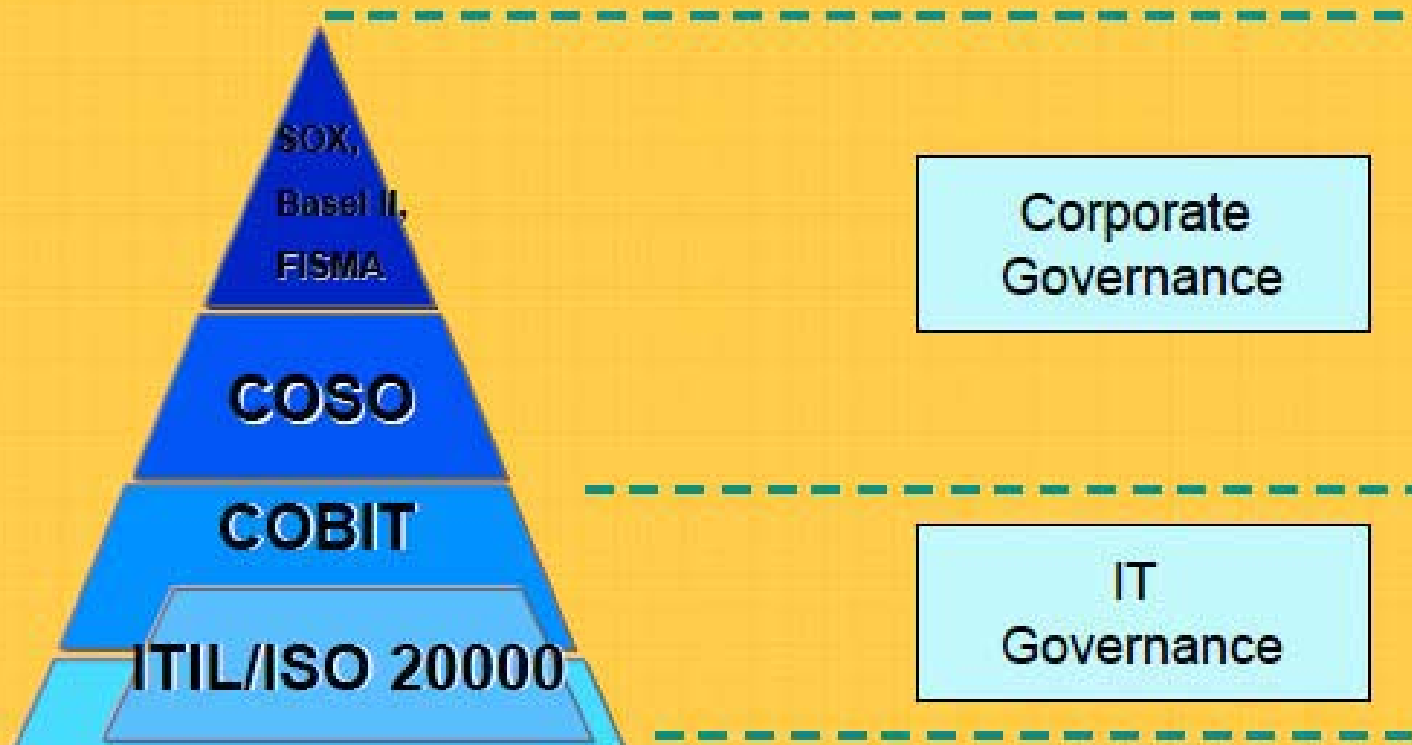 SOX,
Basel II,
FISMA
Corporate
Governance
COSO
COBIT
IT
Governance
ITIL/ISO 20000